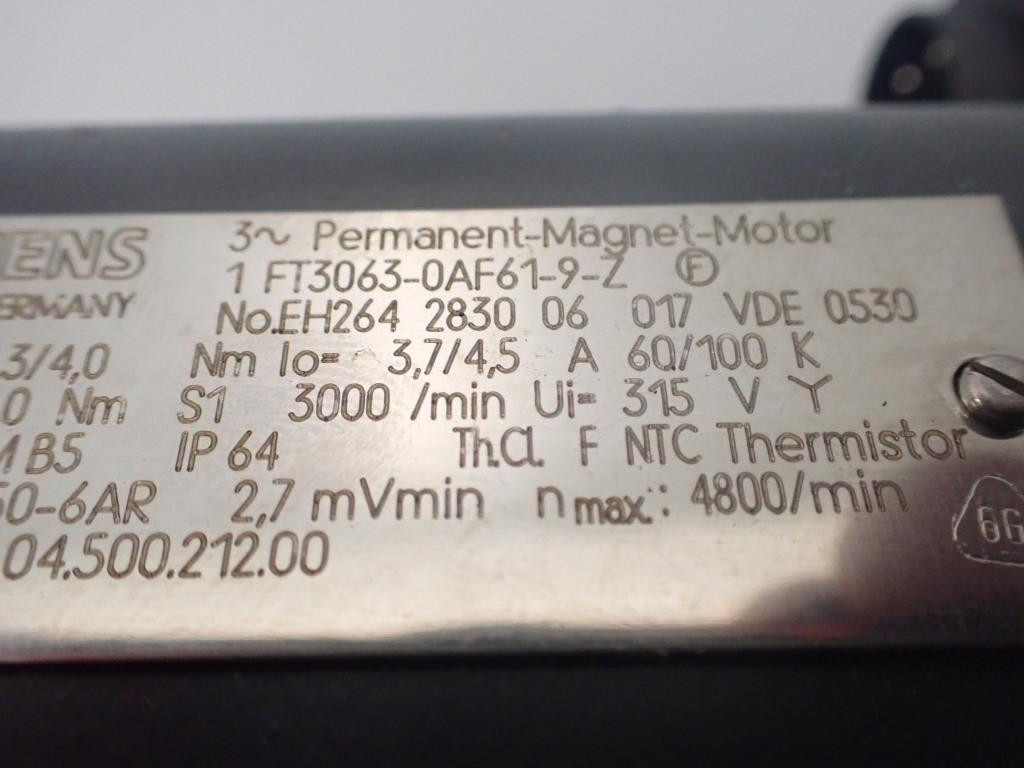 ENS 3~ Permanent-Magnet-Motor
ERMANY 1 FT3063-0AF61-9-Z F
No.EH264 2830 06 017 VDE 0530
3/4,0 Nm Io= 3,7/4,5 A 60/100 K
0 Nm S1 3000 /min Ui= 315 V Y
M B5 IP 64 Th.Cl. F NTC Thermistor
50-6AR 2,7 mVmin n max.: 4800/min
04.500.212.00 6G